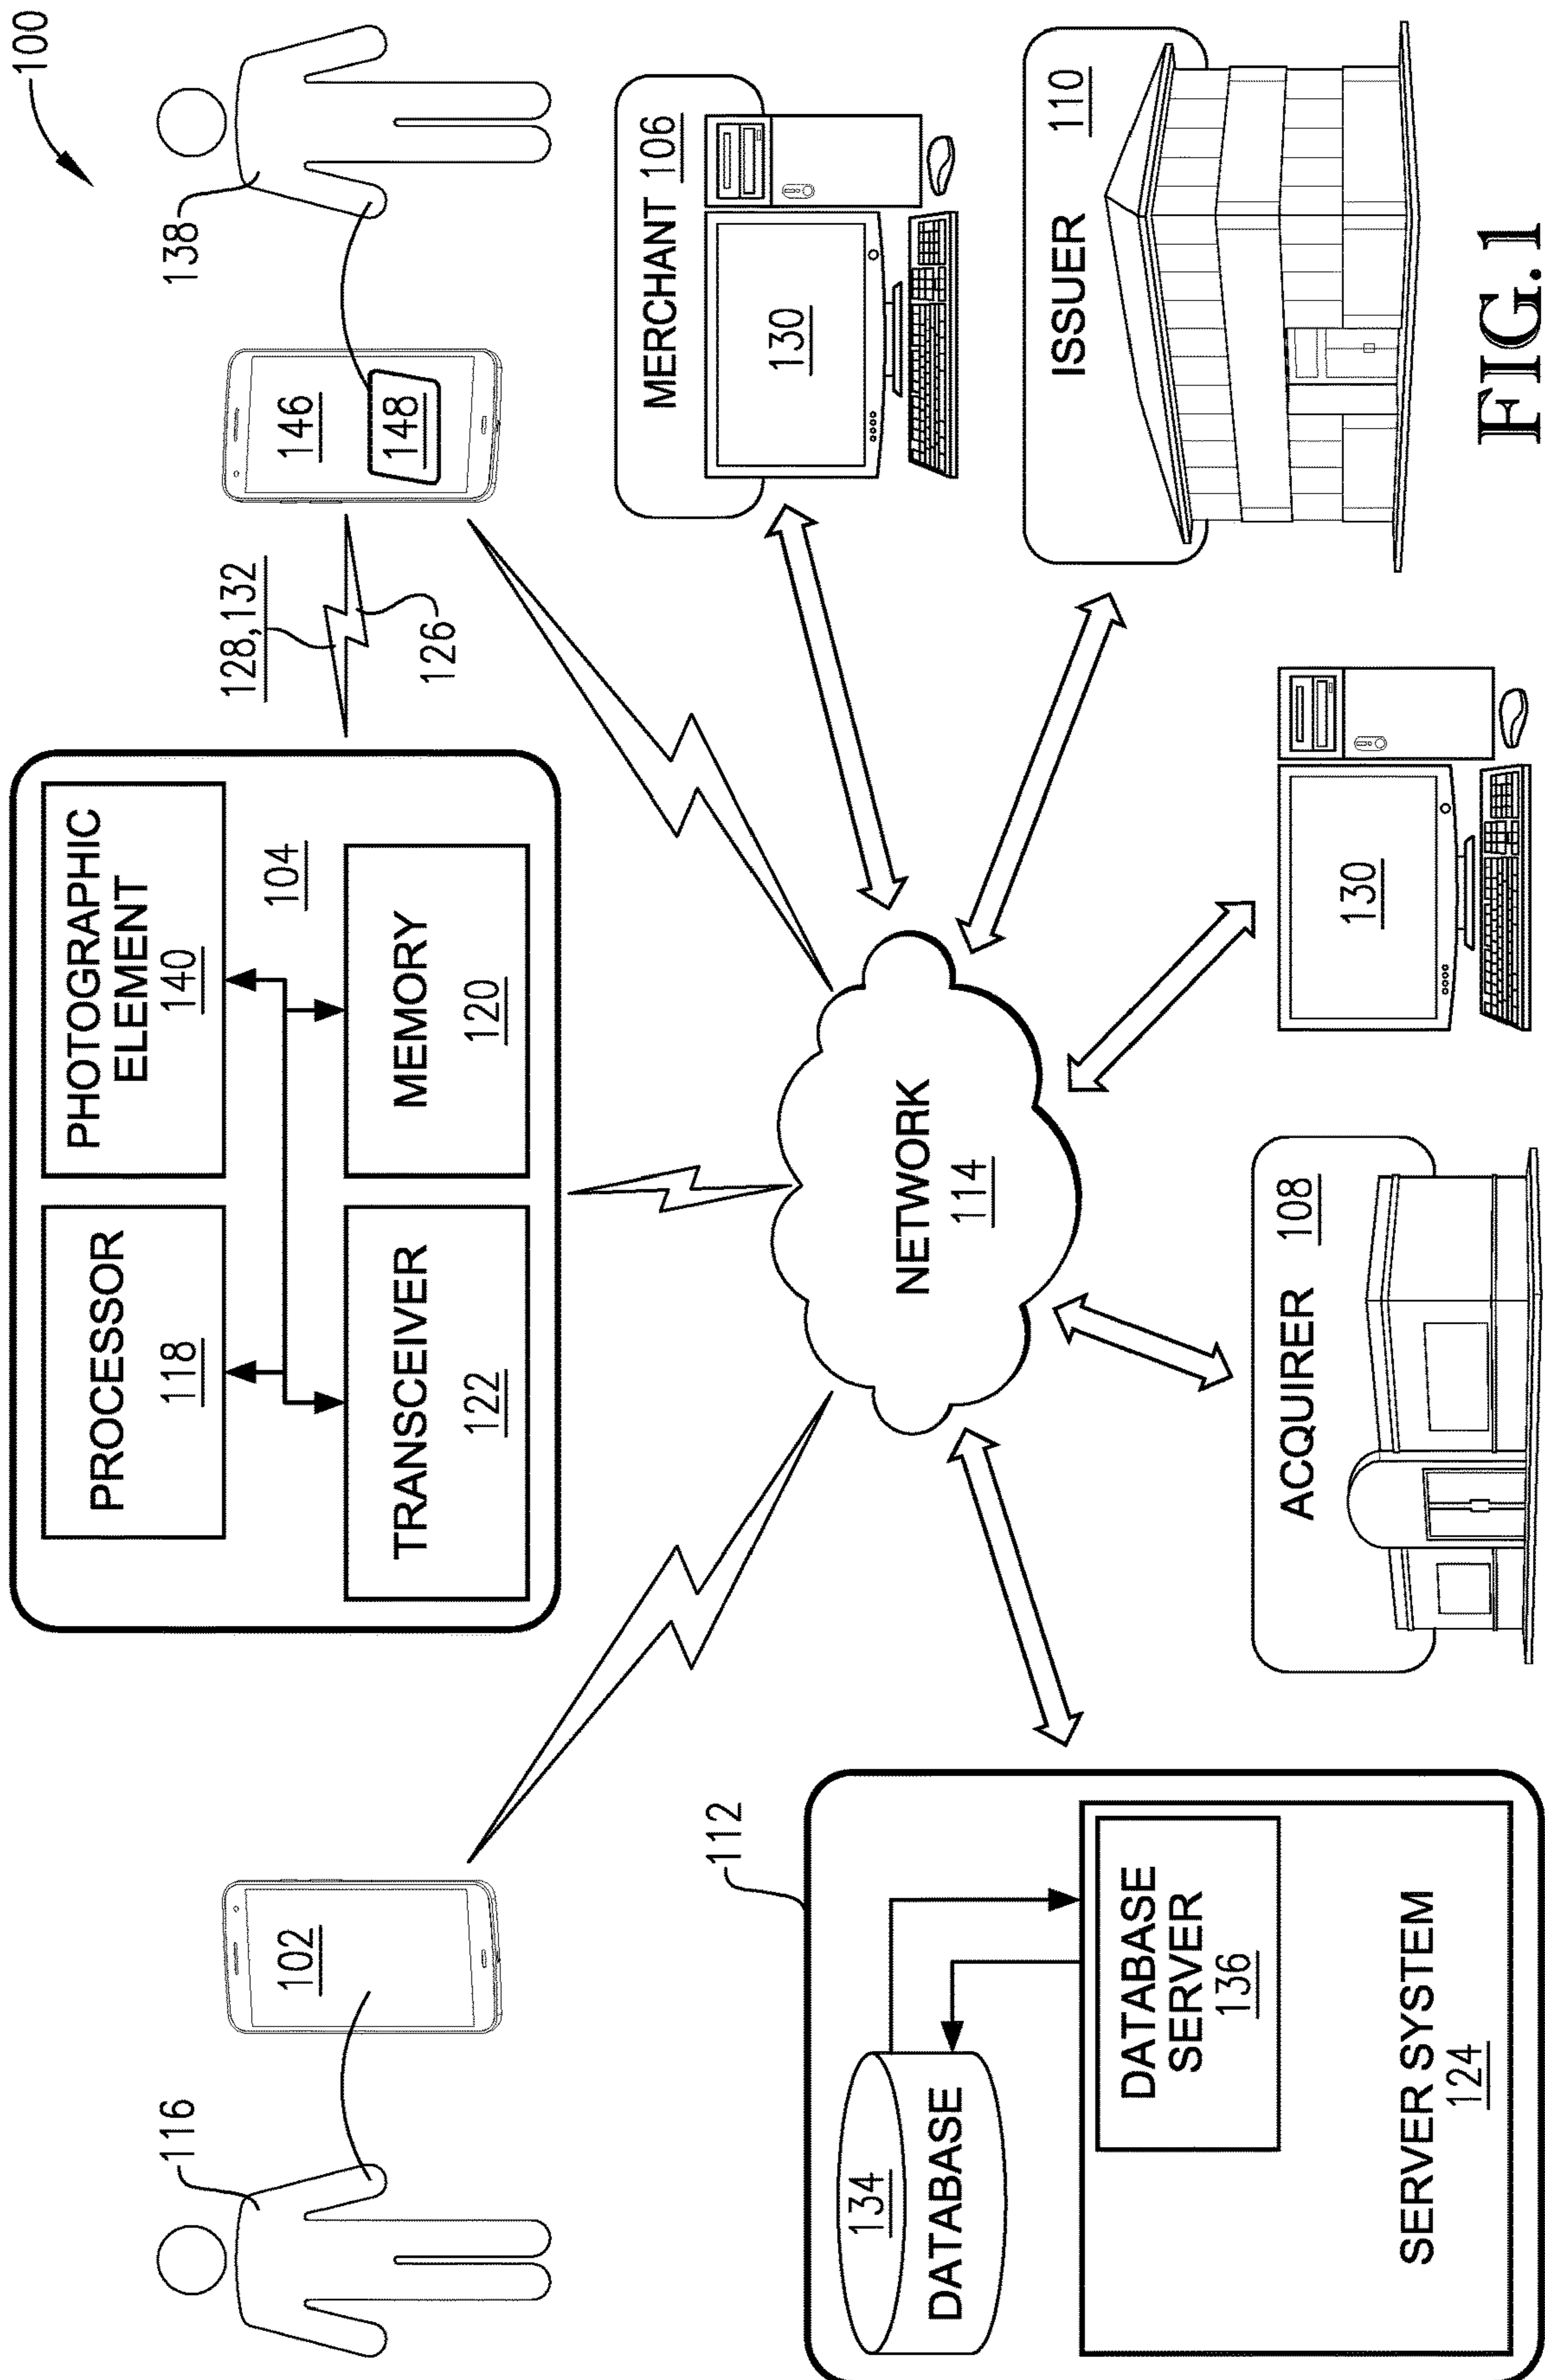 100
116
102
PROCESSOR
118
PHOTOGRAPHIC
ELEMENT
140
104
TRANSCEIVER
122
MEMORY
120
128,132
126
146
148
138
112
134
DATABASE
DATABASE
SERVER
136
SERVER SYSTEM
124
NETWORK
114
MERCHANT 106
130
ACQUIRER 108
130
ISSUER 110
FIG.1